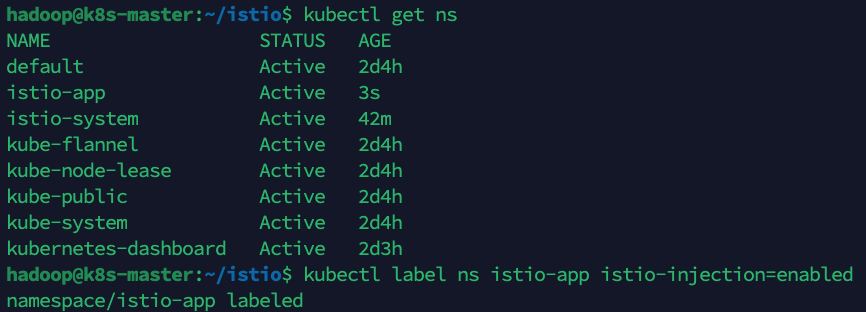 hadoop@k8s-master:~/istio$ kubectl get ns
NAME                   STATUS   AGE
default                Active   2d4h
istio-app              Active   3s
istio-system           Active   42m
kube-flannel           Active   2d4h
kube-node-lease        Active   2d4h
kube-public            Active   2d4h
kube-system            Active   2d4h
kubernetes-dashboard   Active   2d3h
hadoop@k8s-master:~/istio$ kubectl label ns istio-app istio-injection=enabled
namespace/istio-app labeled